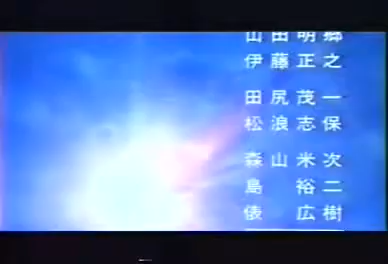 山田明郷
伊藤正之
田尻茂一
松浪志保
森山米次
島　裕二
俵　広樹